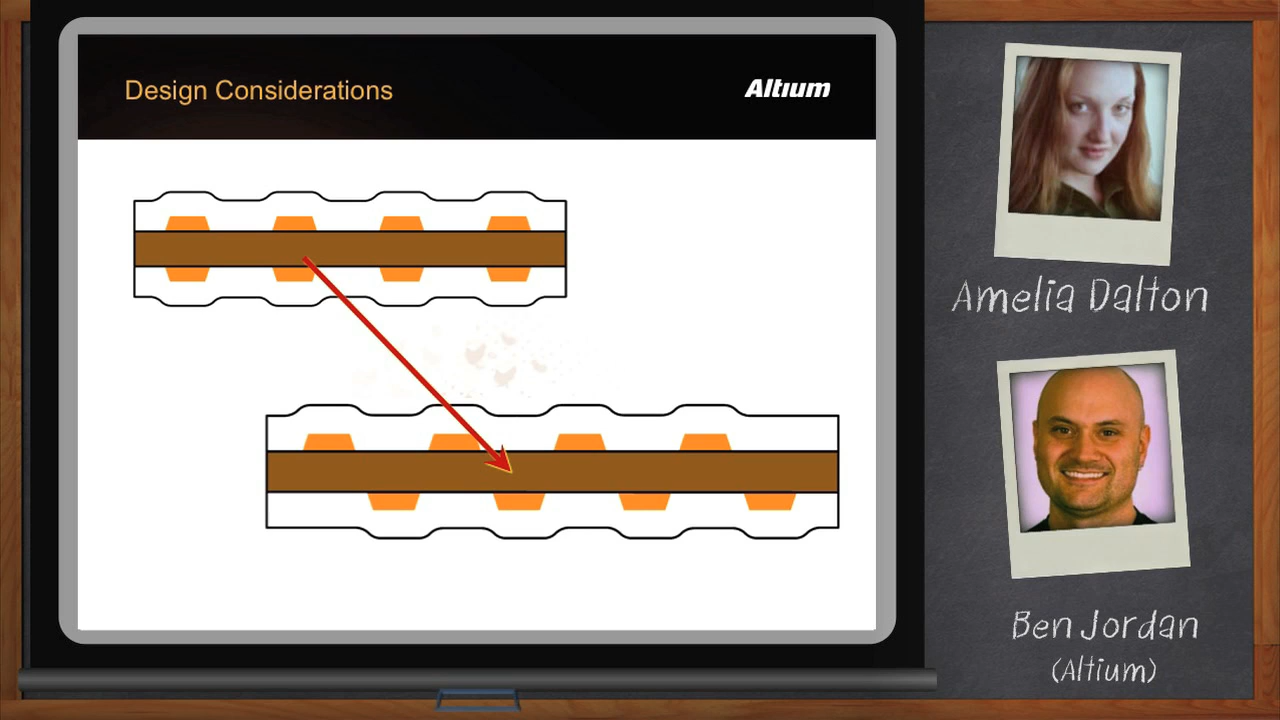 Design Considerations
Altium
Amelia Dalton
Ben Jordan
(Altium)